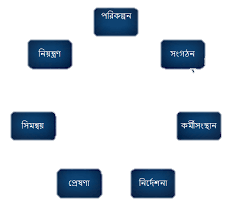 পরিকল্পন
নিয়ন্ত্রণ
সংগঠন
সিমন্বয়
কর্মীসংস্থান
প্রেষণা
নির্দেশনা